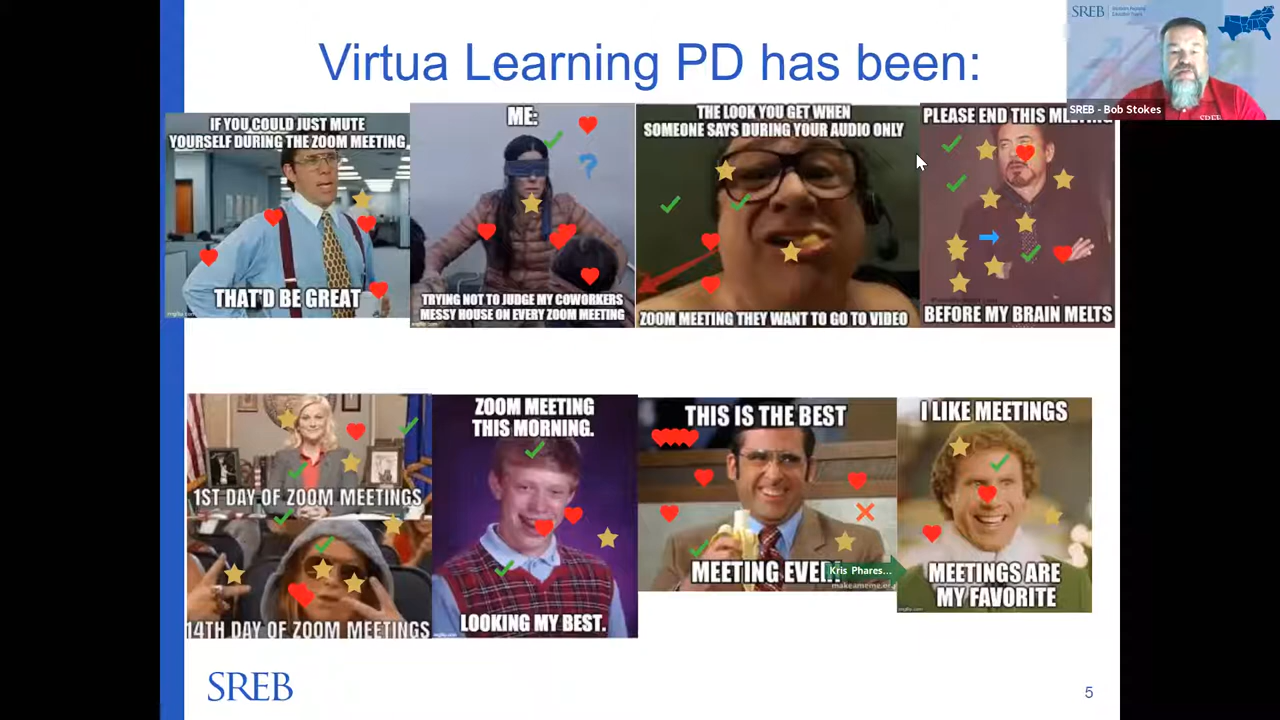 Virtua Learning PD has been:
SREB
SREB - Bob Stokes
IF YOU COULD JUST MUTE
YOURSELF DURING THE ZOOM MEETING,
THAT'D BE GREAT
imgflip.com
ME:
TRYING NOT TO JUDGE MY COWORKERS
MESSY HOUSE ON EVERY ZOOM MEETING
THE LOOK YOU GET WHEN
SOMEONE SAYS DURING YOUR AUDIO ONLY
ZOOM MEETING THEY WANT TO GO TO VIDEO
PLEASE END THIS
BEFORE MY BRAIN MELTS
1ST DAY OF ZOOM MEETINGS
14TH DAY OF ZOOM MEETINGS
ZOOM MEETING
THIS MORNING.
LOOKING MY BEST.
THIS IS THE BEST
MEETING
Kris Phares...
makeameme.org
I LIKE MEETINGS
MEETINGS ARE
MY FAVORITE
SREB
5